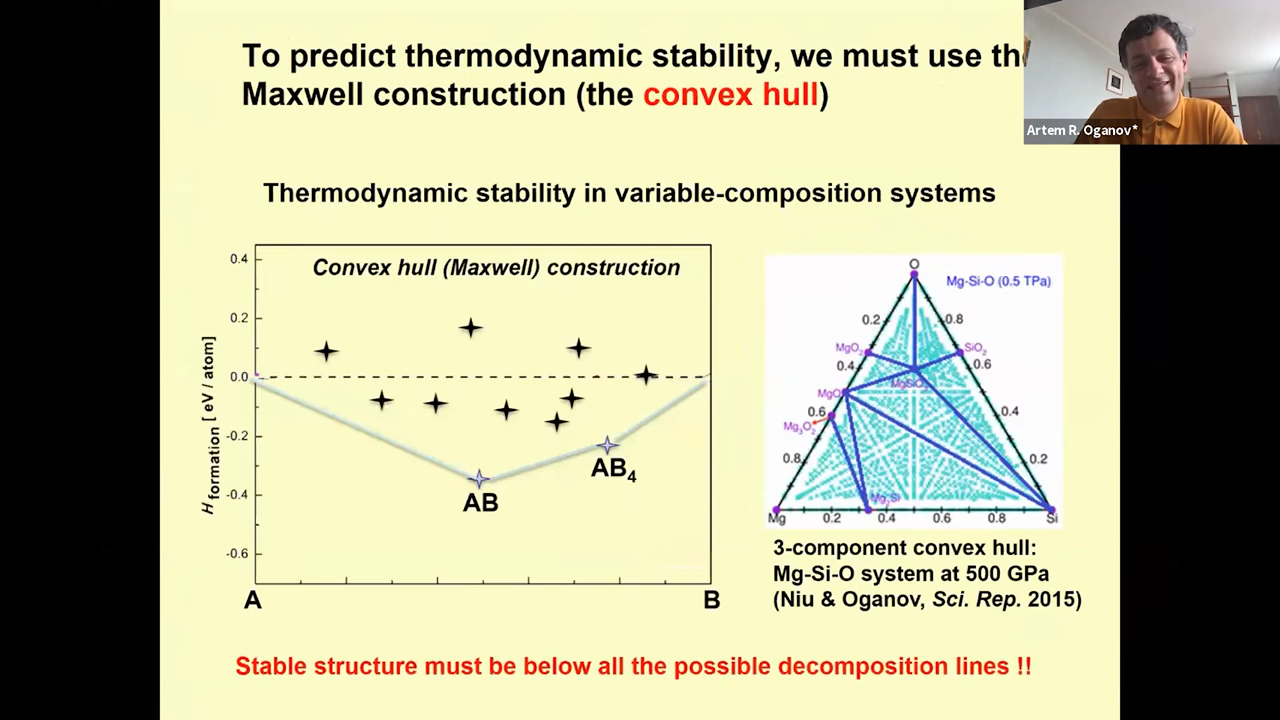 To predict thermodynamic stability, we must use
Maxwell construction (the convex hull)
Artem R. Oganov*
Thermodynamic stability in variable-composition systems
Convex hull (Maxwell) construction
0.4
0.2
0.0
-0.2
-0.4
-0.6
H formation [ eV / atom]
AB
AB4
A
B
O
Mg-Si-O (0.5 TPa)
0.2
0.8
MgO2
SiO2
0.4
0.6
MgO
0.6
0.4
Mg3O2
0.8
0.2
Mg2Si
Mg
0.2
0.4
0.6
0.8
Si
3-component convex hull:
Mg-Si-O system at 500 GPa
(Niu & Oganov, Sci. Rep. 2015)
Stable structure must be below all the possible decomposition lines !!